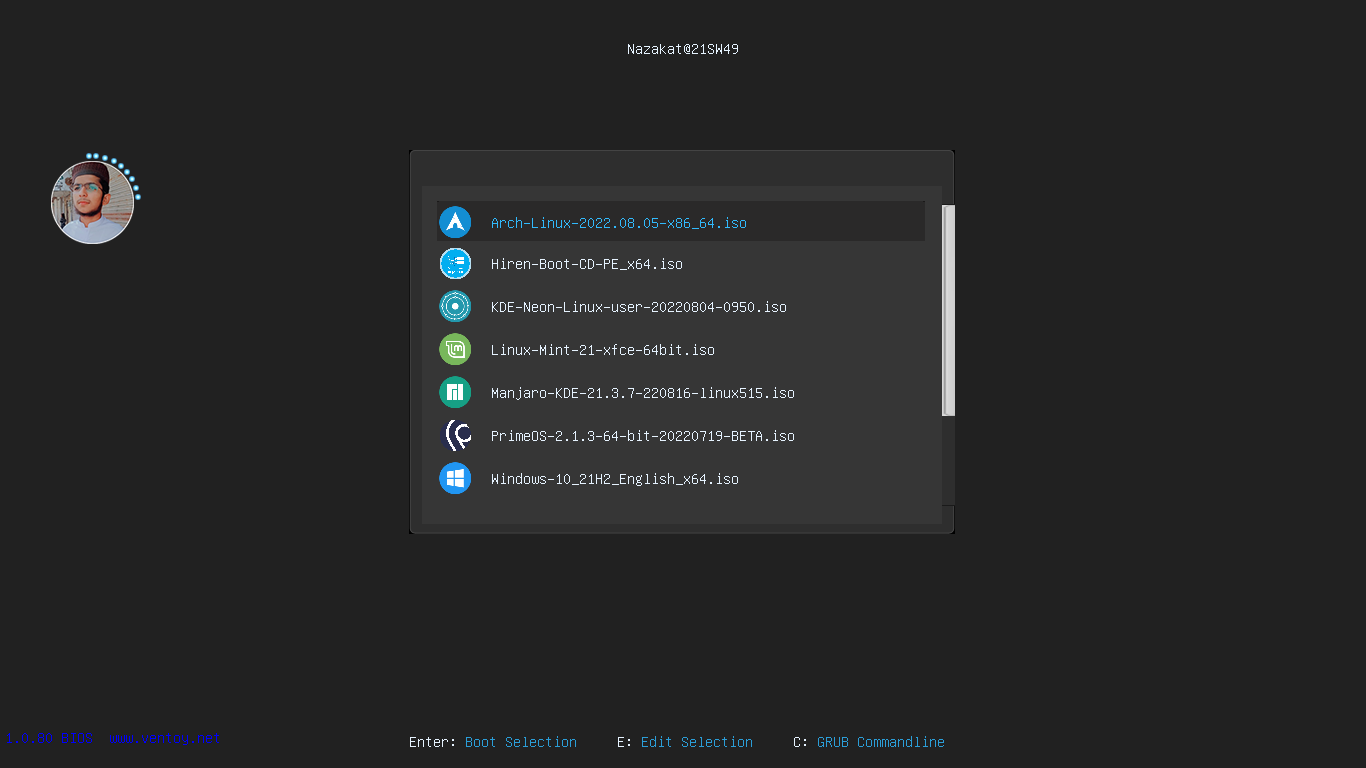 Nazakat@21SW49
Arch-Linux-2022.08.05-x86_64.iso
Hiren-Boot-CD-PE_x64.iso
KDE-Neon-Linux-user-20220804-0950.iso
Linux-Mint-21-xfce-64bit.iso
Manjaro-KDE-21.3.7-220816-linux515.iso
PrimeOS-2.1.3-64-bit-20220719-BETA.iso
Windows-10_21H2_English_x64.iso
www.ventoy.net
Enter: Boot Selection E: Edit Selection C: GRUB Commandline